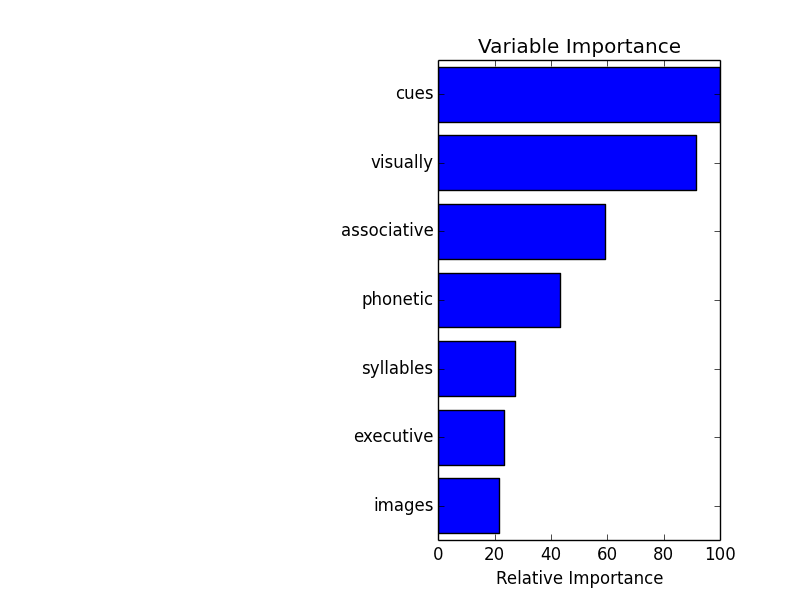 Variable Importance
cues
visually
associative
phonetic
syllables
executive
images
0 20 40 60 80 100
Relative Importance